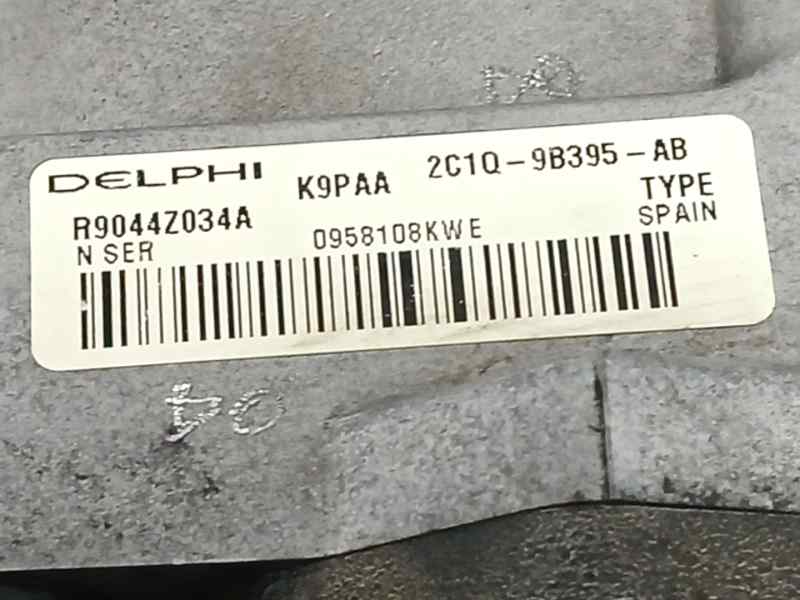 DELPHI K9PAA 2C1Q-9B395-AB
R9044Z034A TYPE
N SER 0958108KWE SPAIN